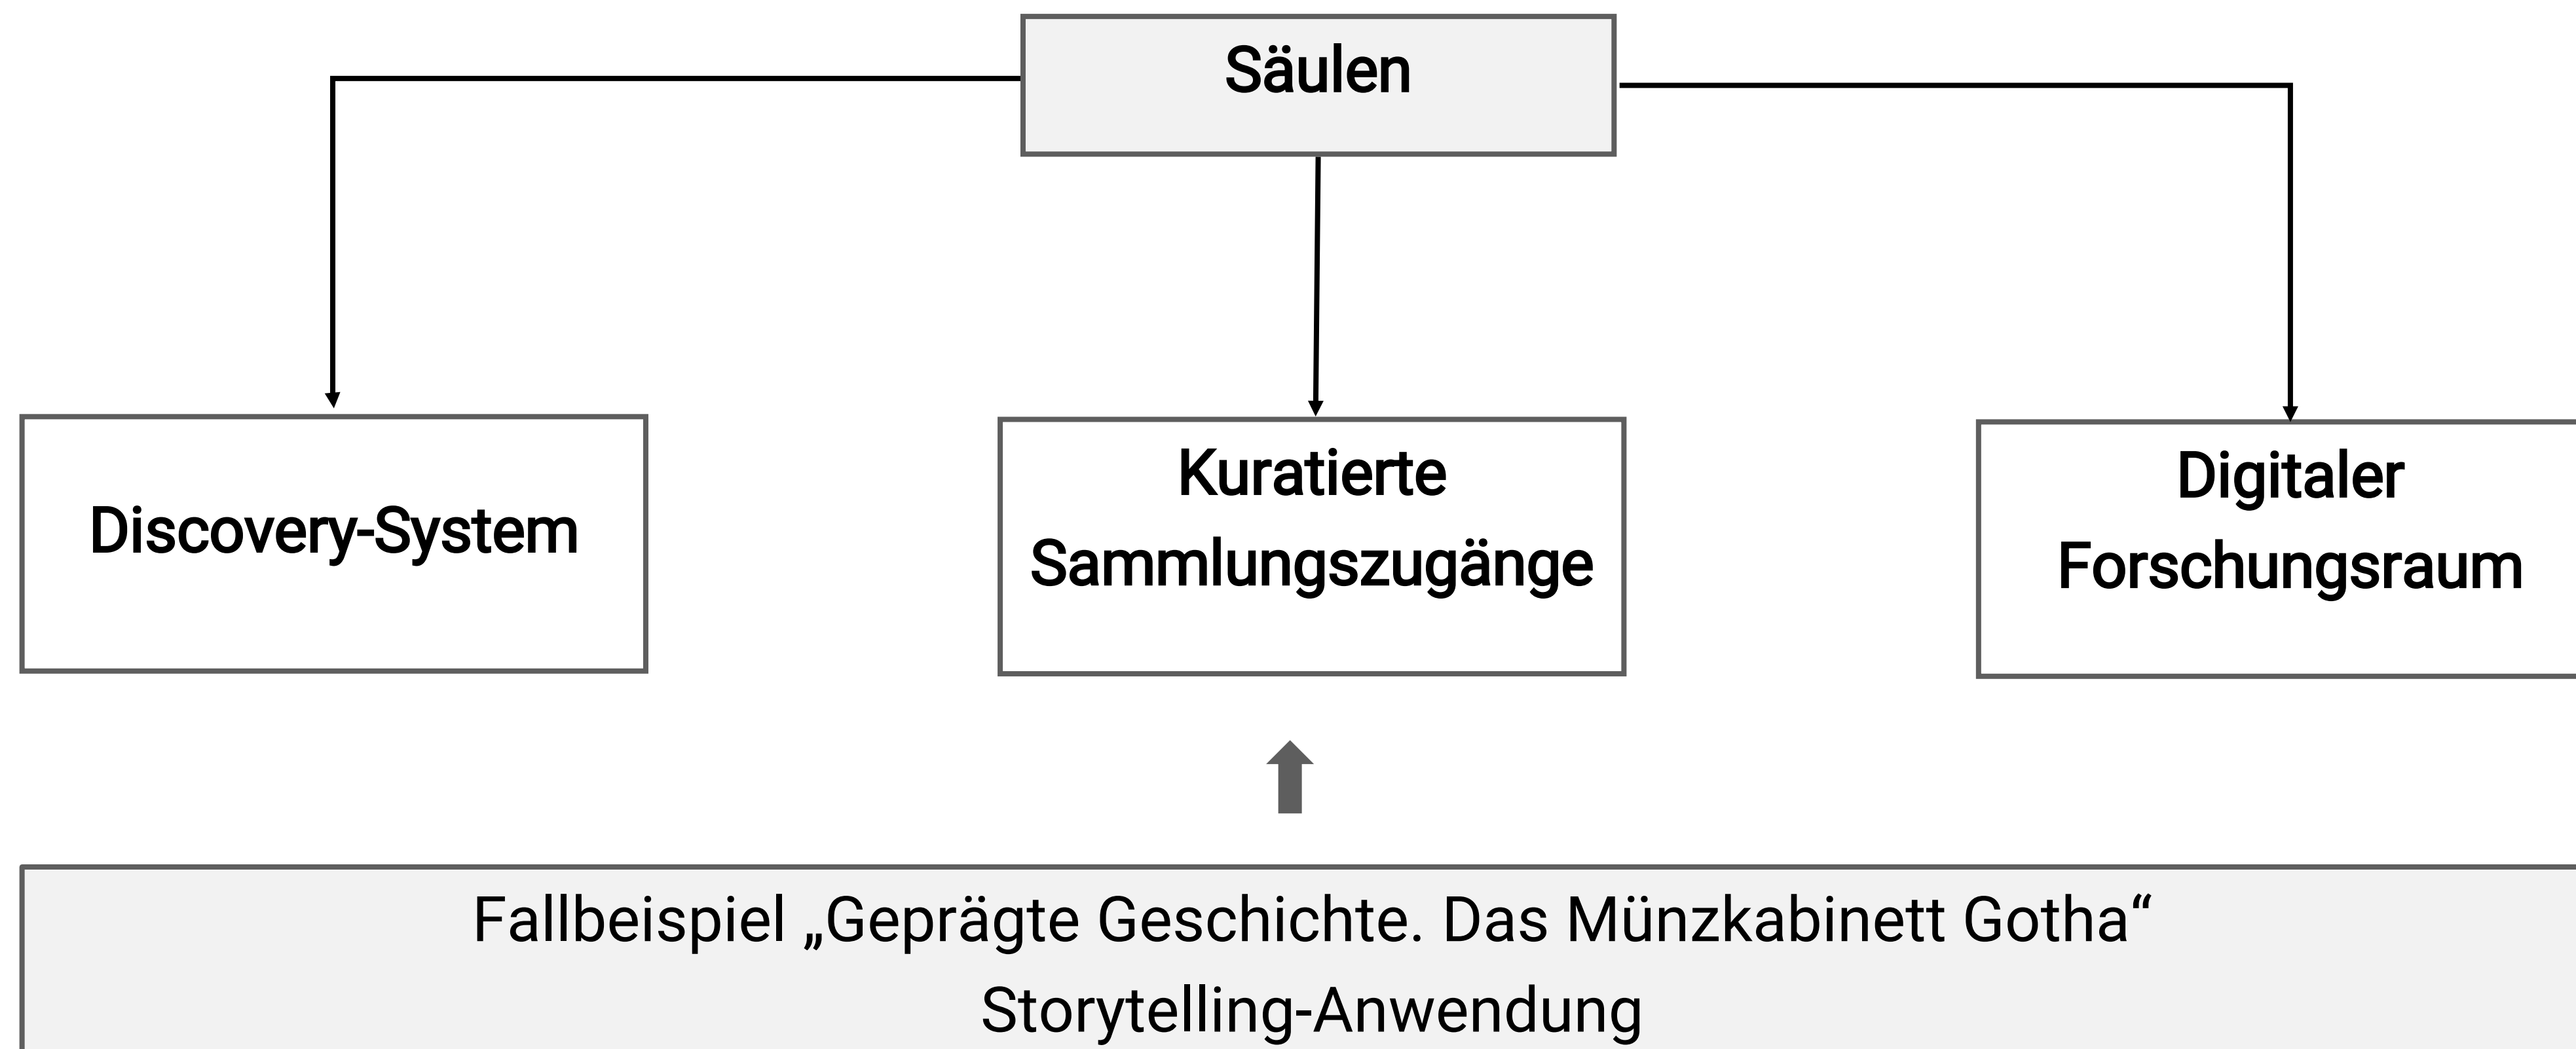 Säulen
Discovery-System
Kuratierte
Sammlungszugänge
Digitaler
Forschungsraum
Fallbeispiel „Geprägte Geschichte. Das Münzkabinett Gotha“
Storytelling-Anwendung